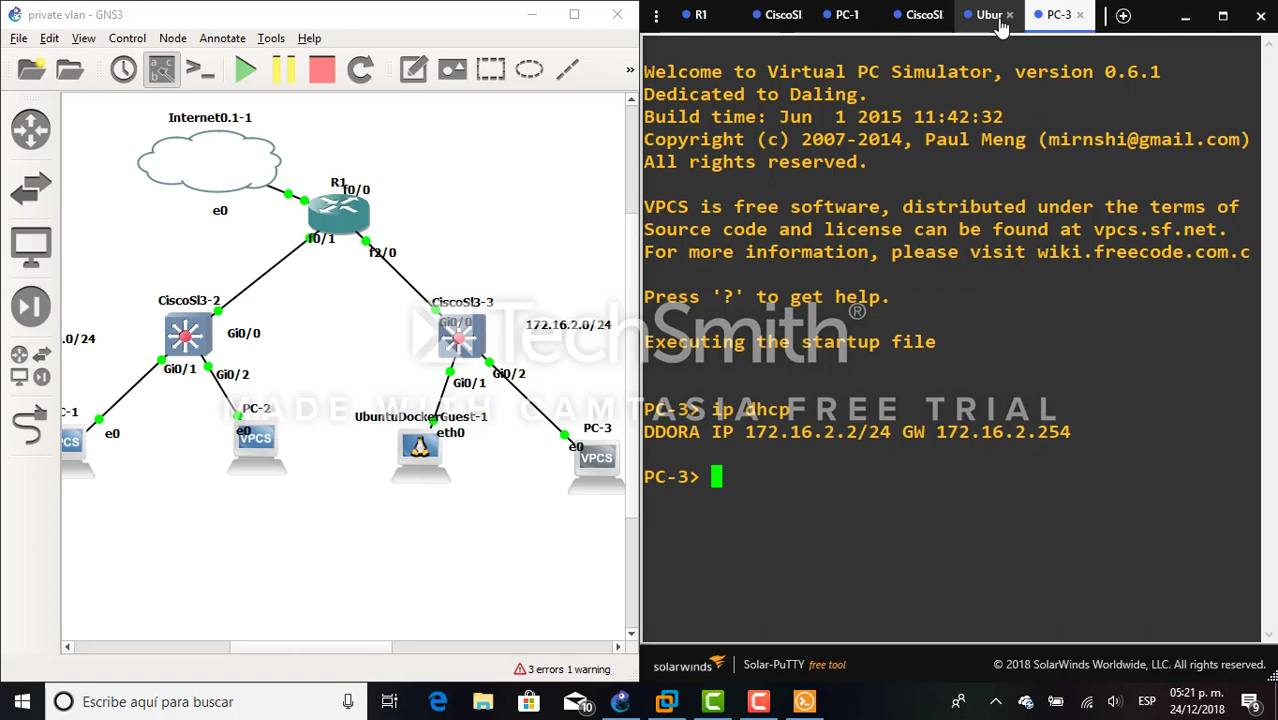 private vlan - GNS3
File Edit View Control Node Annotate Tools Help
Internet0.1-1
e0
R1
f0/0
f0/1
f2/0
CiscoSl3-2
Gi0/0
Gi0/1
Gi0/2
.0/24
CiscoSl3-3
Gi0/0
172.16.2.0/24
Gi0/1
Gi0/2
C-1
e0
PCS
PC-2
e0
VPCS
UbuntuDockerGuest-1
eth0
PC-3
e0
VPCS
3 errors 1 warning
R1 CiscoSl PC-1 CiscoSl Ubur PC-3
Welcome to Virtual PC Simulator, version 0.6.1
Dedicated to Daling.
Build time: Jun 1 2015 11:42:32
Copyright (c) 2007-2014, Paul Meng (mirnshi@gmail.com)
All rights reserved.
VPCS is free software, distributed under the terms of
Source code and license can be found at vpcs.sf.net.
For more information, please visit wiki.freecode.com.c
Press '?' to get help.
Executing the startup file
PC-3> ip dhcp
DDORA IP 172.16.2.2/24 GW 172.16.2.254
PC-3>
TechSmith®
MADE WITH CAMTASIA FREE TRIAL
solarwinds Solar-PuTTY free tool © 2018 SolarWinds Worldwide, LLC. All rights reserved.
Escribe aquí para buscar
10
ESP
05:21 p. m.
24/12/2018
9